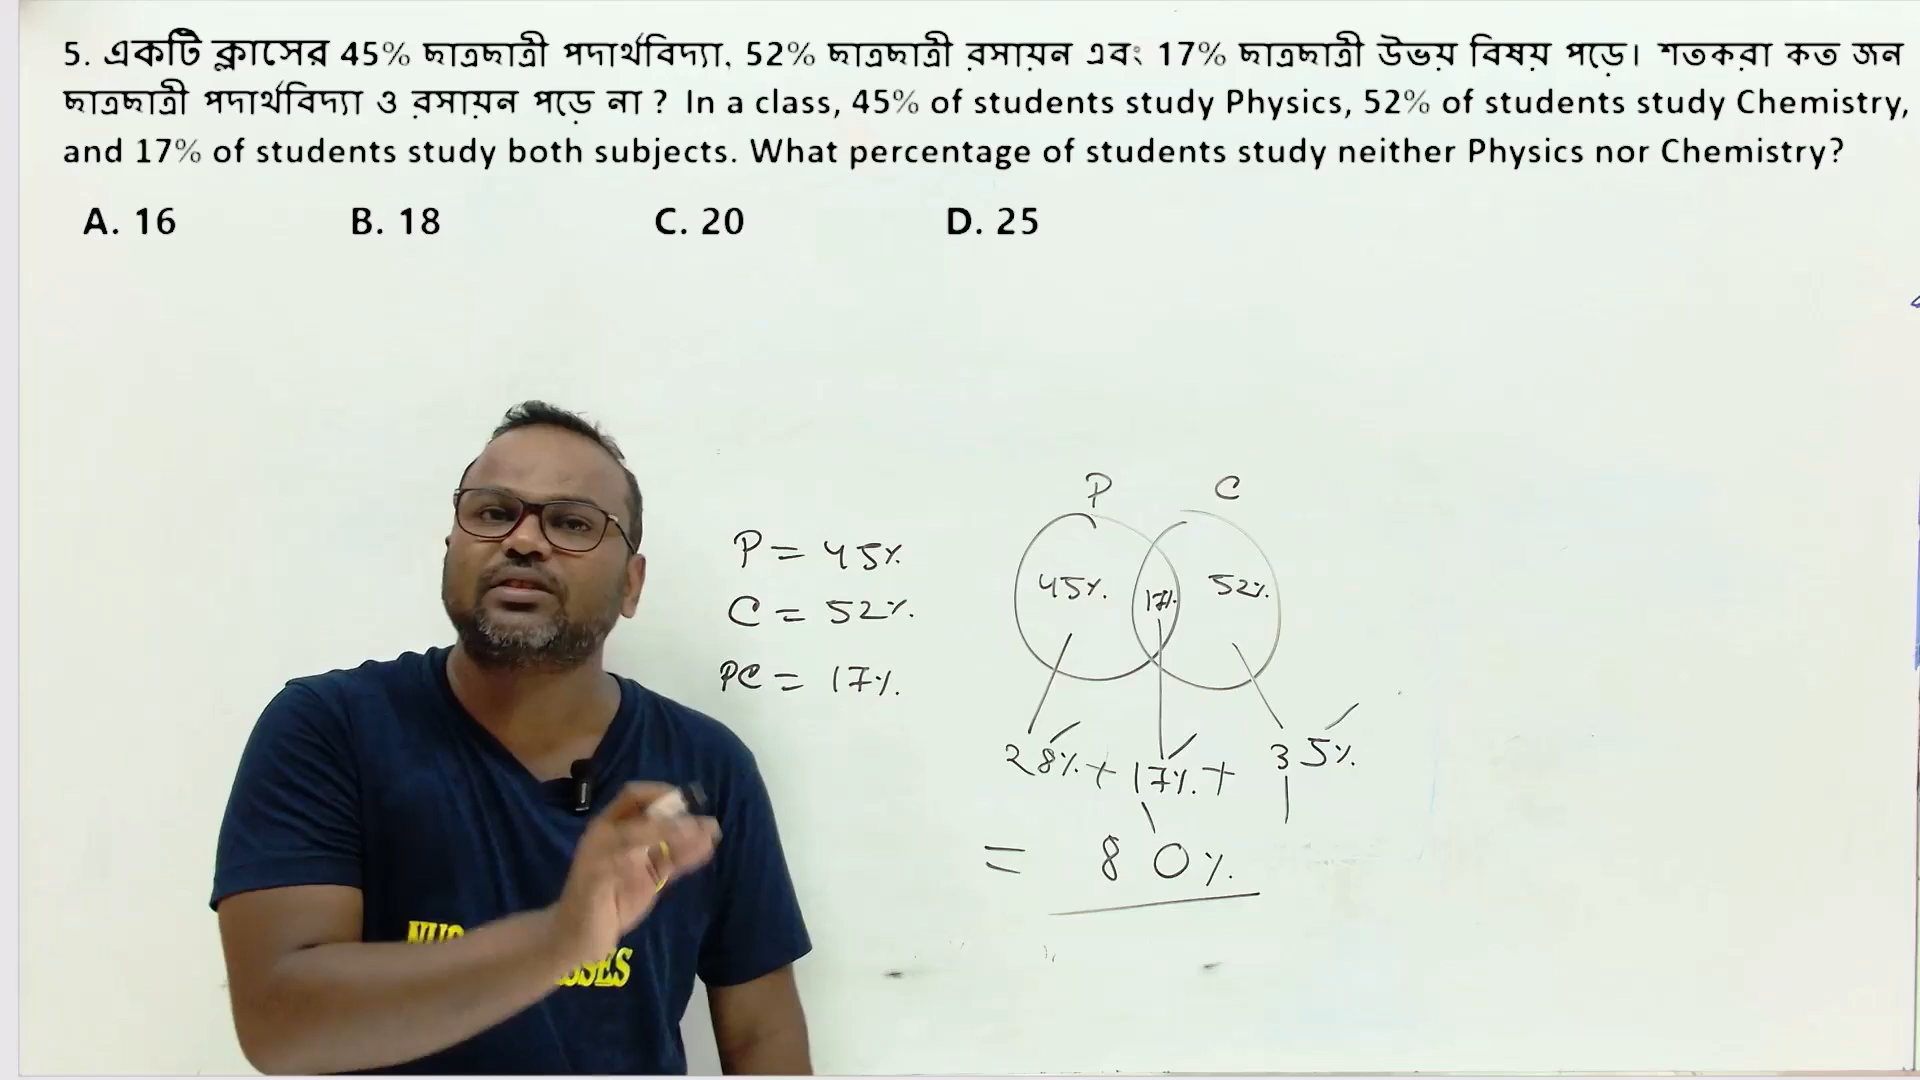 5. একটি ক্লাসের 45% ছাত্রছাত্রী পদার্থবিদ্যা, 52% ছাত্রছাত্রী রসায়ন এবং 17% ছাত্রছাত্রী উভয় বিষয় পড়ে। শতকরা কত জন
ছাত্রছাত্রী পদার্থবিদ্যা ও রসায়ন পড়ে না ? In a class, 45% of students study Physics, 52% of students study Chemistry,
and 17% of students study both subjects. What percentage of students study neither Physics nor Chemistry?
A. 16 B. 18 C. 20 D. 25
P = 45%
C = 52%
PC = 17%
P C
45% 17% 52%
28% + 17% + 35%
= 80%